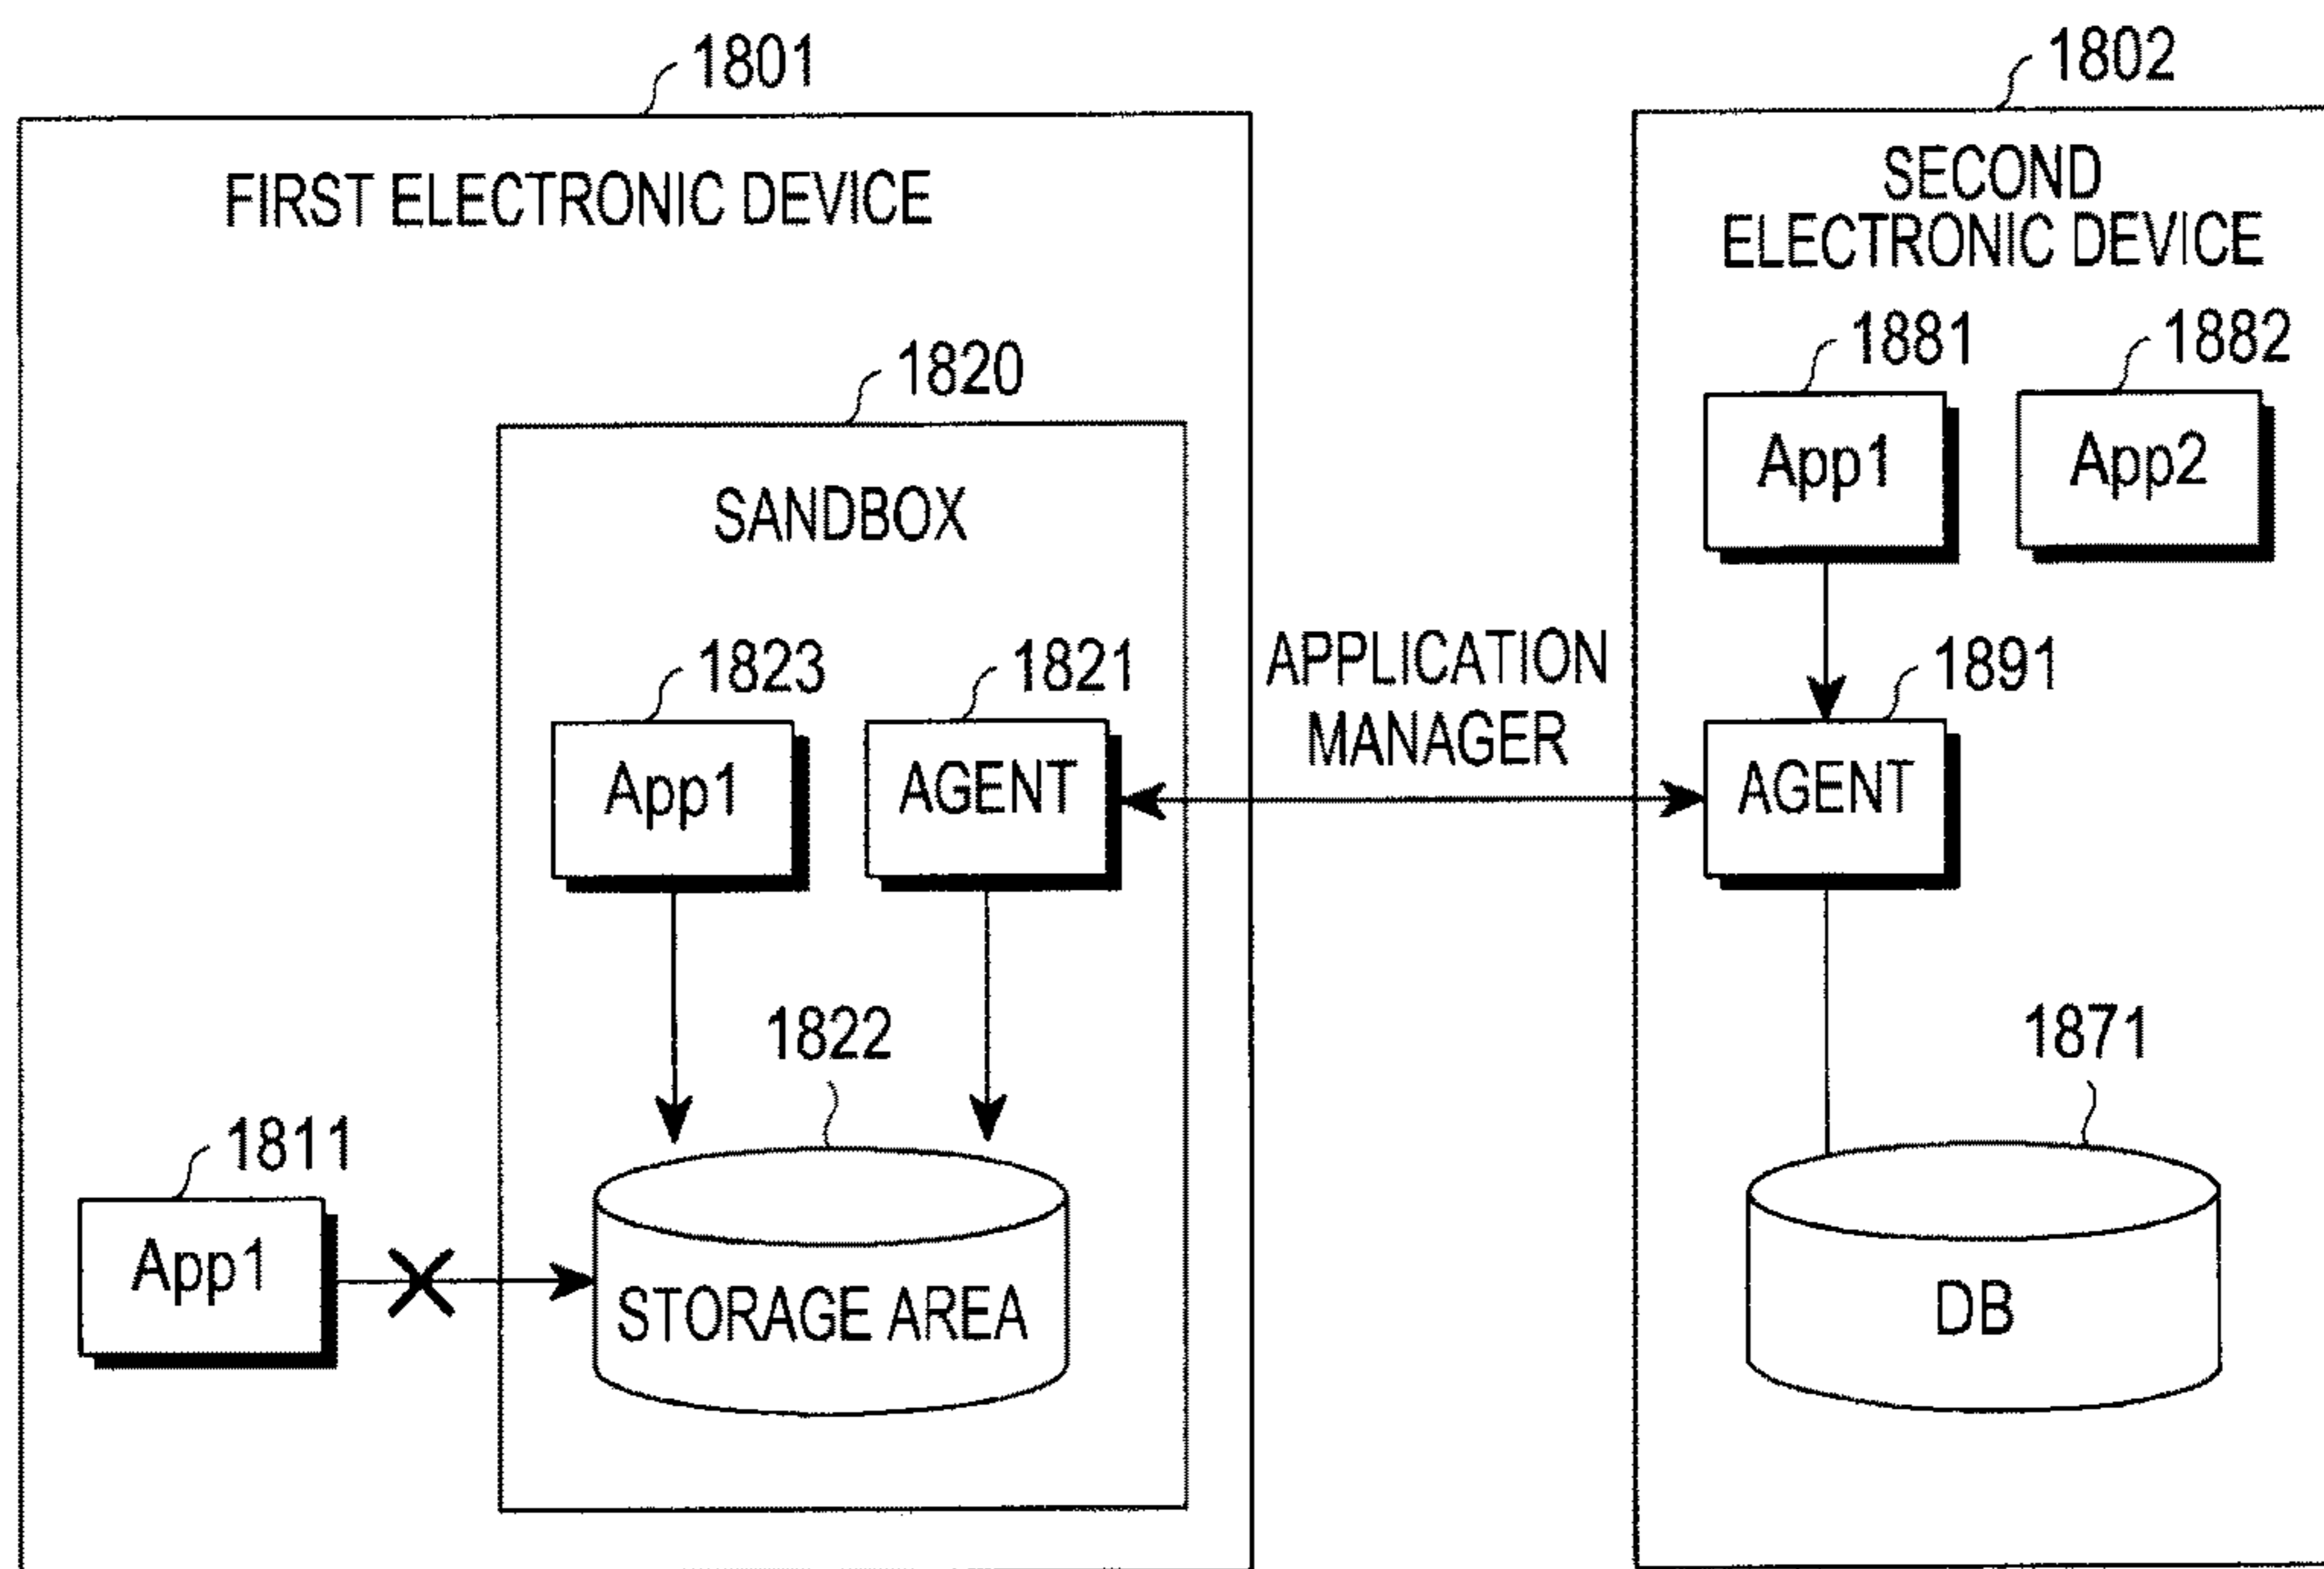 1801
1802
FIRST ELECTRONIC DEVICE
SECOND
ELECTRONIC DEVICE
1820
1881
1882
SANDBOX
App1
App2
1823
1821
APPLICATION
MANAGER
1891
App1
AGENT
AGENT
1822
1871
1811
App1
STORAGE AREA
DB